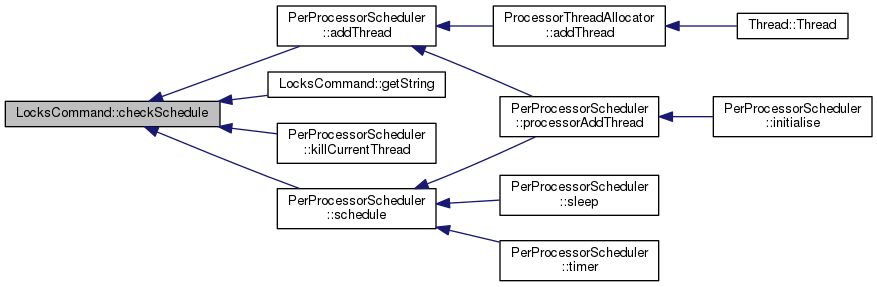 LocksCommand::checkSchedule
PerProcessorScheduler
::addThread
LocksCommand::getString
PerProcessorScheduler
::killCurrentThread
PerProcessorScheduler
::schedule
ProcessorThreadAllocator
::addThread
PerProcessorScheduler
::processorAddThread
PerProcessorScheduler
::sleep
PerProcessorScheduler
::timer
Thread::Thread
PerProcessorScheduler
::initialise